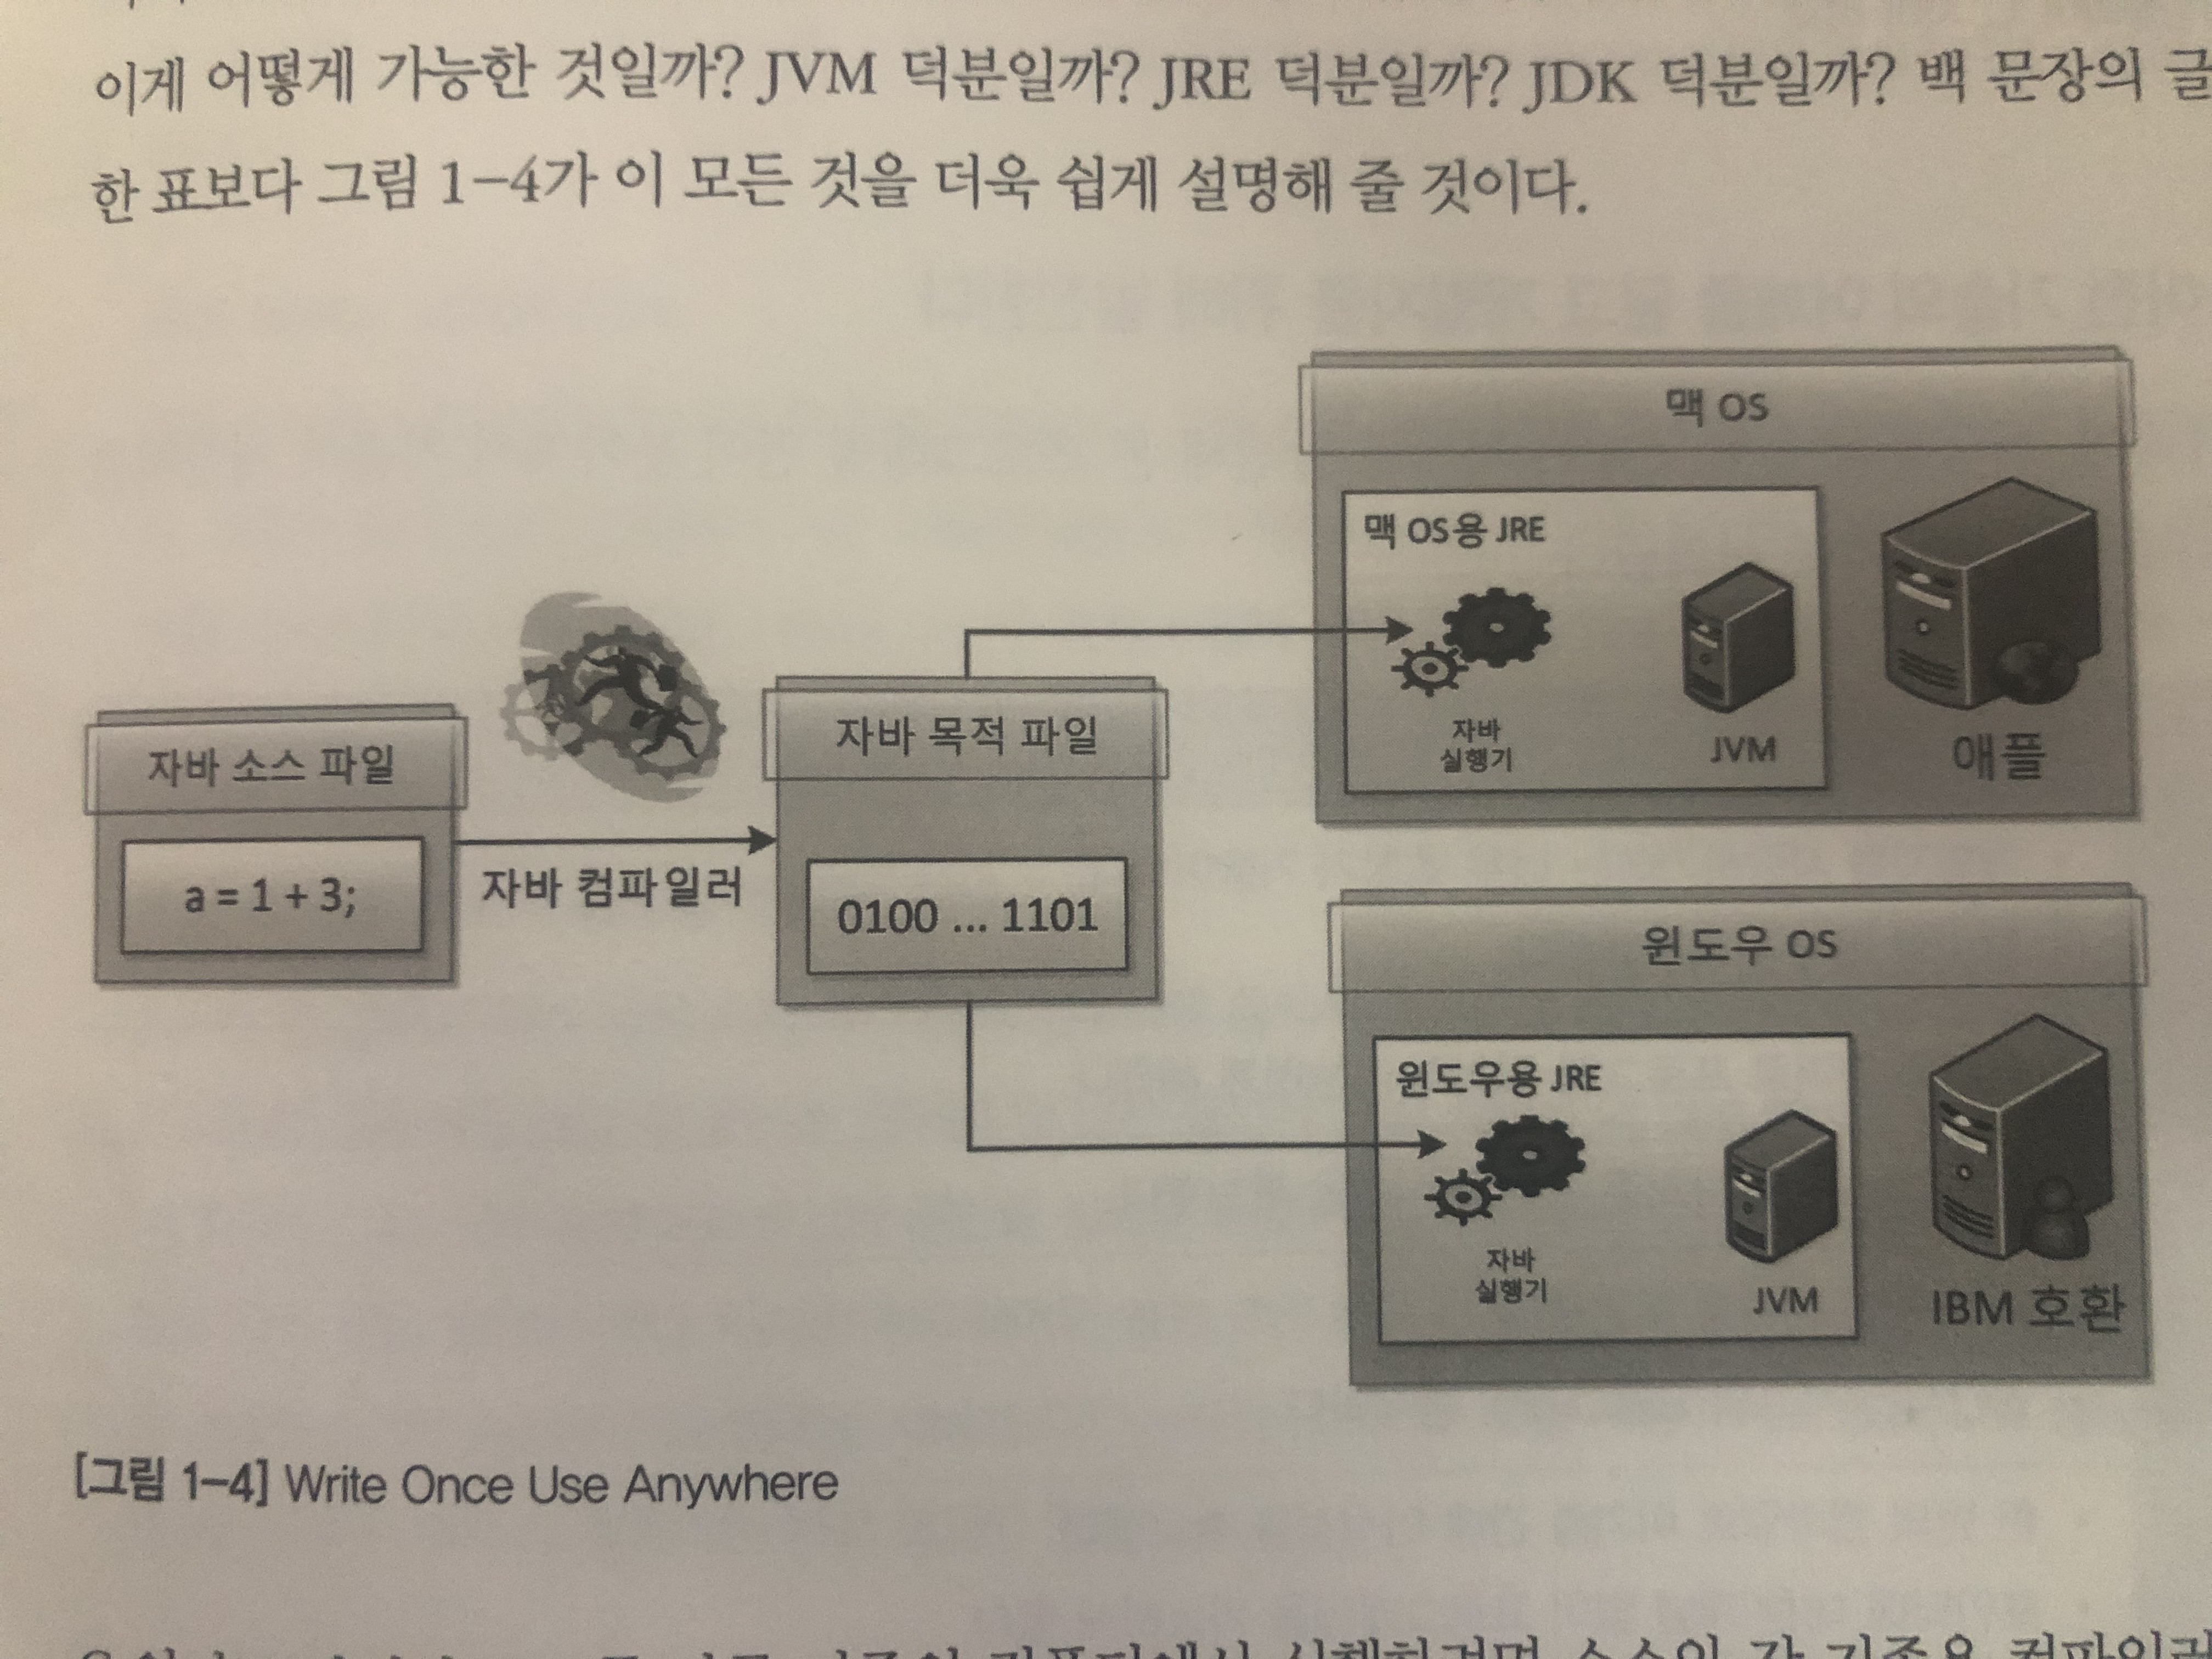 이게 어떻게 가능한 것일까? JVM 덕분일까? JRE 덕분일까? JDK 덕분일까? 백 문장의 글
한 표보다 그림 1-4가 이 모든 것을 더욱 쉽게 설명해 줄 것이다.
맥 OS
맥 OS용 JRE
자바
실행기
JVM
애플
자바 소스 파일
a = 1 + 3;
자바 컴파일러
자바 목적 파일
0100 ... 1101
윈도우 OS
윈도우용 JRE
자바
실행기
JVM
IBM 호환
[그림 1-4] Write Once Use Anywhere
컴파일러